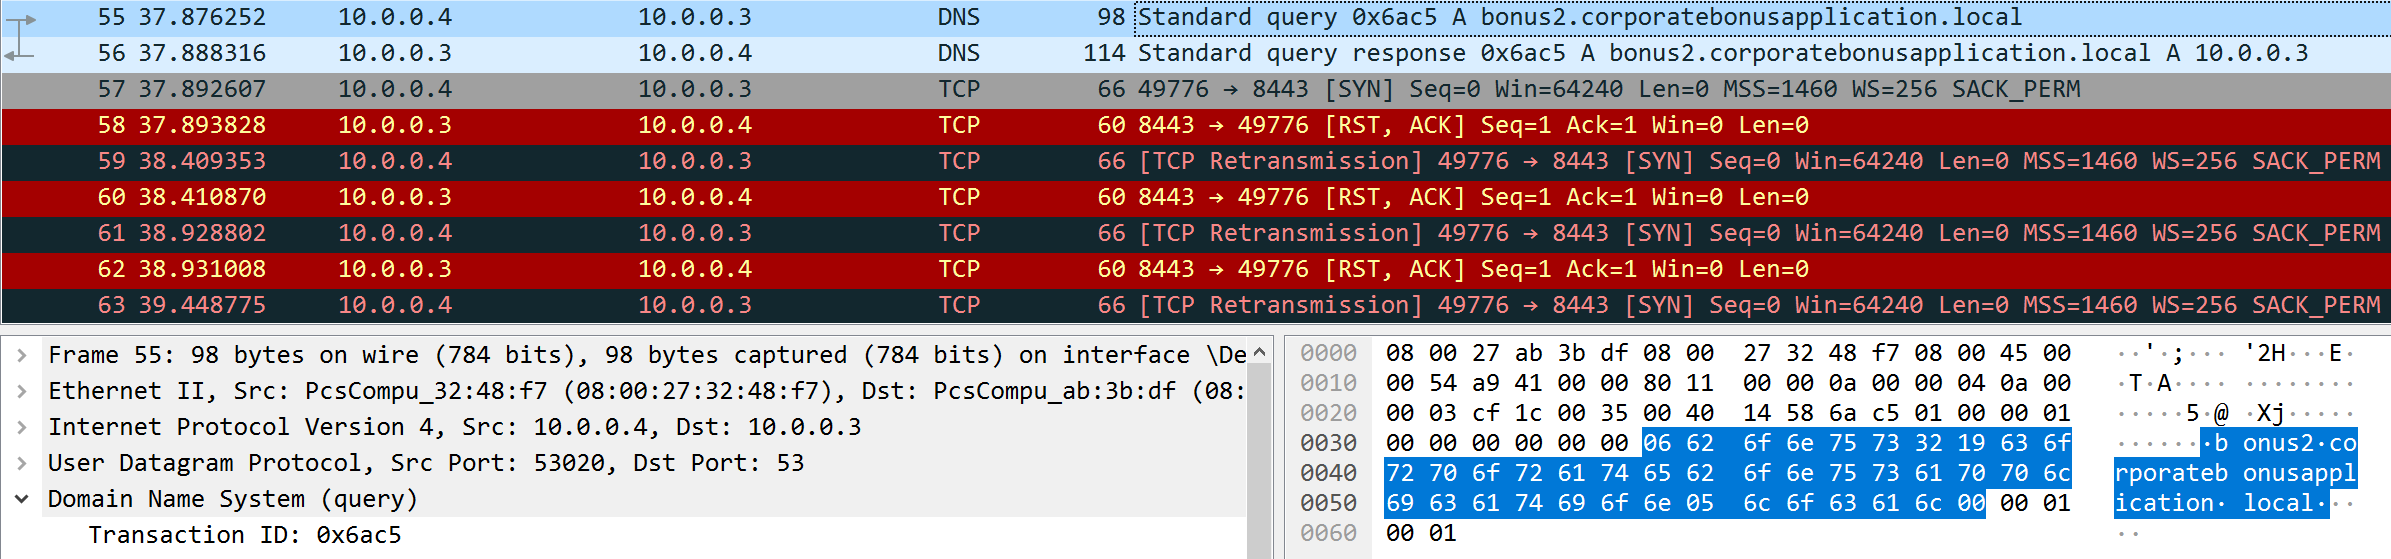 55 37.876252 10.0.0.4 10.0.0.3 DNS 98 Standard query 0x6ac5 A bonus2.corporatebonusapplication.local
56 37.888316 10.0.0.3 10.0.0.4 DNS 114 Standard query response 0x6ac5 A bonus2.corporatebonusapplication.local A 10.0.0.3
57 37.892607 10.0.0.4 10.0.0.3 TCP 66 49776 → 8443 [SYN] Seq=0 Win=64240 Len=0 MSS=1460 WS=256 SACK_PERM
58 37.893828 10.0.0.3 10.0.0.4 TCP 60 8443 → 49776 [RST, ACK] Seq=1 Ack=1 Win=0 Len=0
59 38.409353 10.0.0.4 10.0.0.3 TCP 66 [TCP Retransmission] 49776 → 8443 [SYN] Seq=0 Win=64240 Len=0 MSS=1460 WS=256 SACK_PERM
60 38.410870 10.0.0.3 10.0.0.4 TCP 60 8443 → 49776 [RST, ACK] Seq=1 Ack=1 Win=0 Len=0
61 38.928802 10.0.0.4 10.0.0.3 TCP 66 [TCP Retransmission] 49776 → 8443 [SYN] Seq=0 Win=64240 Len=0 MSS=1460 WS=256 SACK_PERM
62 38.931008 10.0.0.3 10.0.0.4 TCP 60 8443 → 49776 [RST, ACK] Seq=1 Ack=1 Win=0 Len=0
63 39.448775 10.0.0.4 10.0.0.3 TCP 66 [TCP Retransmission] 49776 → 8443 [SYN] Seq=0 Win=64240 Len=0 MSS=1460 WS=256 SACK_PERM
Frame 55: 98 bytes on wire (784 bits), 98 bytes captured (784 bits) on interface \De
Ethernet II, Src: PcsCompu_32:48:f7 (08:00:27:32:48:f7), Dst: PcsCompu_ab:3b:df (08:
Internet Protocol Version 4, Src: 10.0.0.4, Dst: 10.0.0.3
User Datagram Protocol, Src Port: 53020, Dst Port: 53
Domain Name System (query)
Transaction ID: 0x6ac5
0000 08 00 27 ab 3b df 08 00 27 32 48 f7 08 00 45 00 ··'·;··· '2H···E·
0010 00 54 a9 41 00 00 80 11 00 00 0a 00 00 04 0a 00 ·T·A···· ········
0020 00 03 cf 1c 00 35 00 40 14 58 6a c5 01 00 00 01 ·····5·@ ·Xj·····
0030 00 00 00 00 00 00 06 62 6f 6e 75 73 32 19 63 6f ·······b onus2·co
0040 72 70 6f 72 61 74 65 62 6f 6e 75 73 61 70 70 6c rporateb onusappl
0050 69 63 61 74 69 6f 6e 05 6c 6f 63 61 6c 00 00 01 ication· local···
0060 00 01 ··